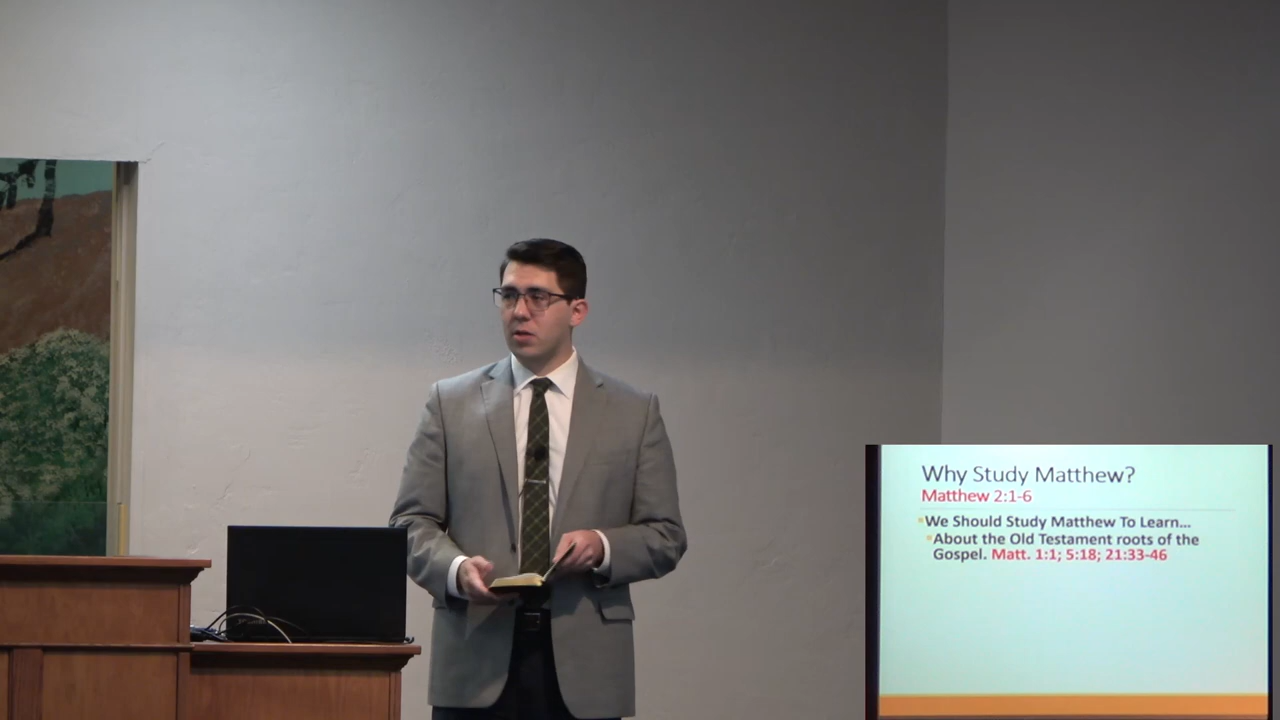 Why Study Matthew?
Matthew 2:1-6
We Should Study Matthew To Learn...
About the Old Testament roots of the
Gospel. Matt. 1:1; 5:18; 21:33-46